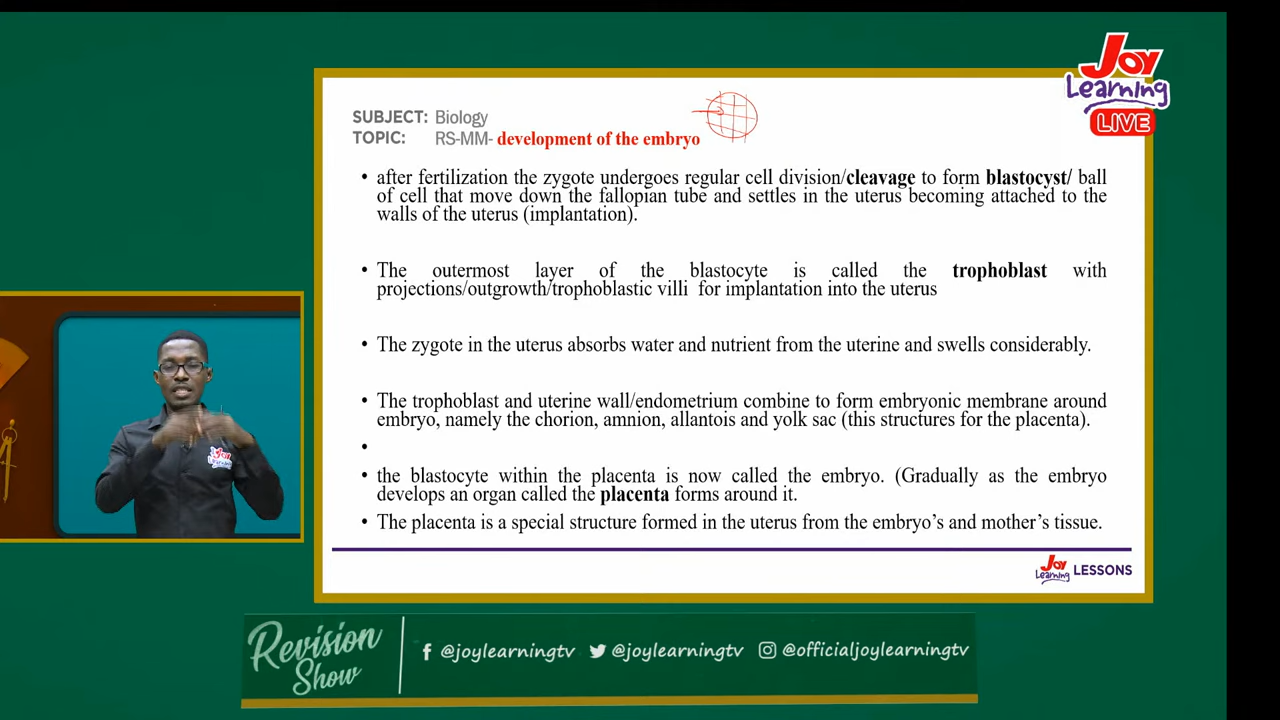 Joy
Learning
LIVE
SUBJECT: Biology
TOPIC: RS-MM- development of the embryo
• after fertilization the zygote undergoes regular cell division/cleavage to form blastocyst/ ball
of cell that move down the fallopian tube and settles in the uterus becoming attached to the
walls of the uterus (implantation).
• The outermost layer of the blastocyte is called the trophoblast with
projections/outgrowth/trophoblastic villi for implantation into the uterus
• The zygote in the uterus absorbs water and nutrient from the uterine and swells considerably.
• The trophoblast and uterine wall/endometrium combine to form embryonic membrane around
embryo, namely the chorion, amnion, allantois and yolk sac (this structures for the placenta).
•
• the blastocyte within the placenta is now called the embryo. (Gradually as the embryo
develops an organ called the placenta forms around it.
• The placenta is a special structure formed in the uterus from the embryo's and mother's tissue.
Joy
Learning LESSONS
Revision
Show
@joylearningtv @joylearningtv @officialjoylearningtv